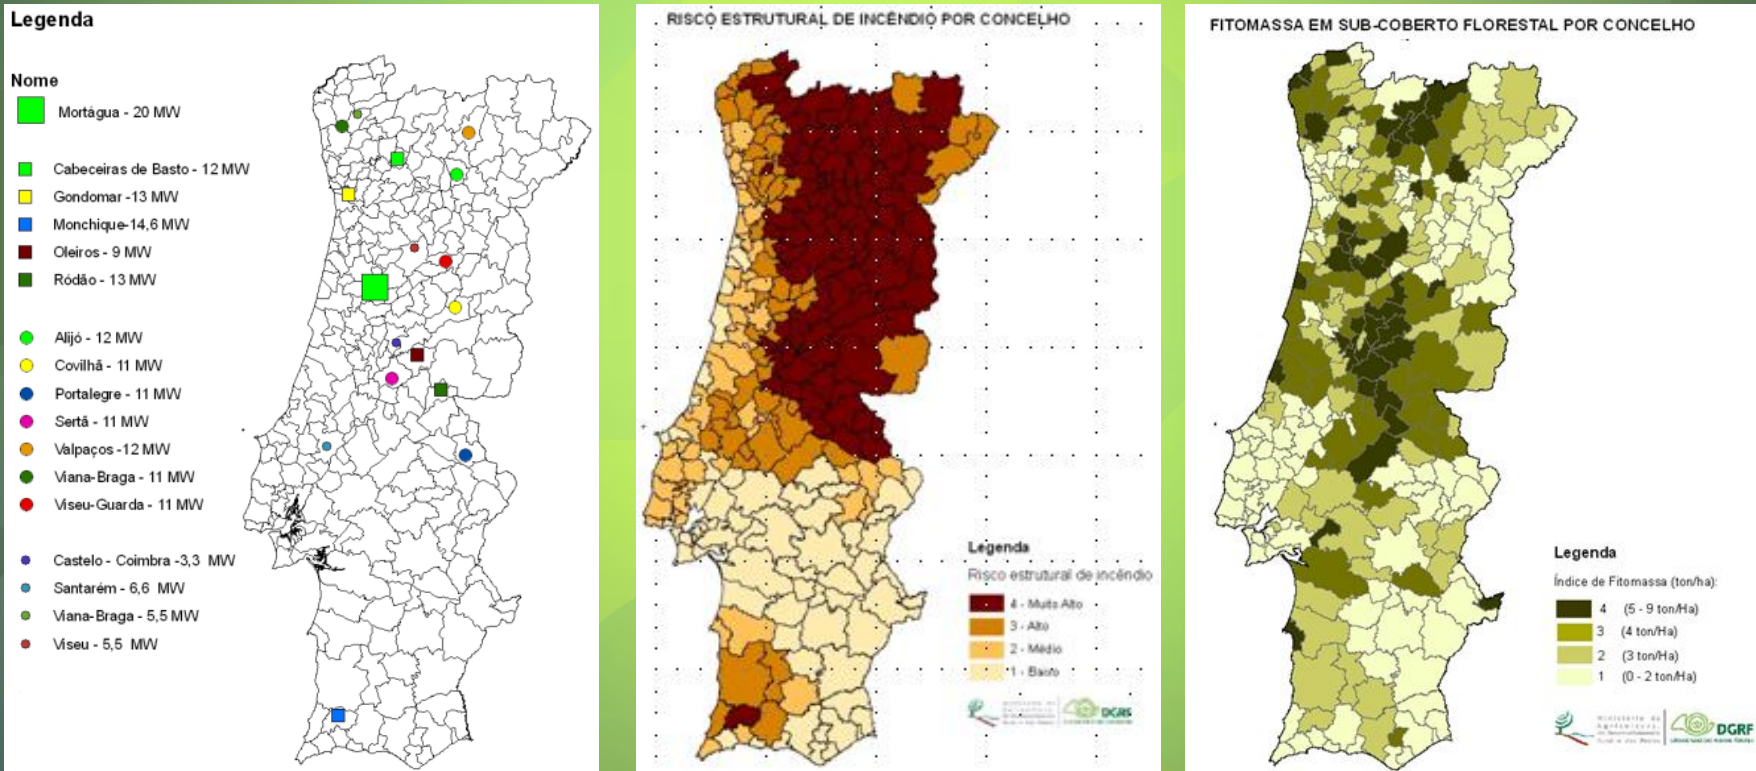 Legenda
Nome
Mortágua - 20 MW
Cabeceiras de Basto - 12 MW
Gondomar -13 MW
Monchique-14,6 MW
Oleiros - 9 MW
Ródão - 13 MW
Alijó - 12 MW
Covilhã - 11 MW
Portalegre - 11 MW
Sertã - 11 MW
Valpaços -12 MW
Viana-Braga - 11 MW
Viseu-Guarda - 11 MW
Castelo - Coimbra -3,3 MW
Santarém - 6,6 MW
Viana-Braga - 5,5 MW
Viseu - 5,5 MW
RISCO ESTRUTURAL DE INCÊNDIO POR CONCELHO
Legenda
Risco estrutural de incêndio
4 - Muito Alto
3 - Alto
2 - Médio
1 - Baixo
DGRF
FITOMASSA EM SUB-COBERTO FLORESTAL POR CONCELHO
Legenda
Índice de Fitomassa (ton/ha):
4 (5 - 9 ton/Ha)
3 (4 ton/Ha)
2 (3 ton/Ha)
1 (0 - 2 ton/Ha)
DGRF